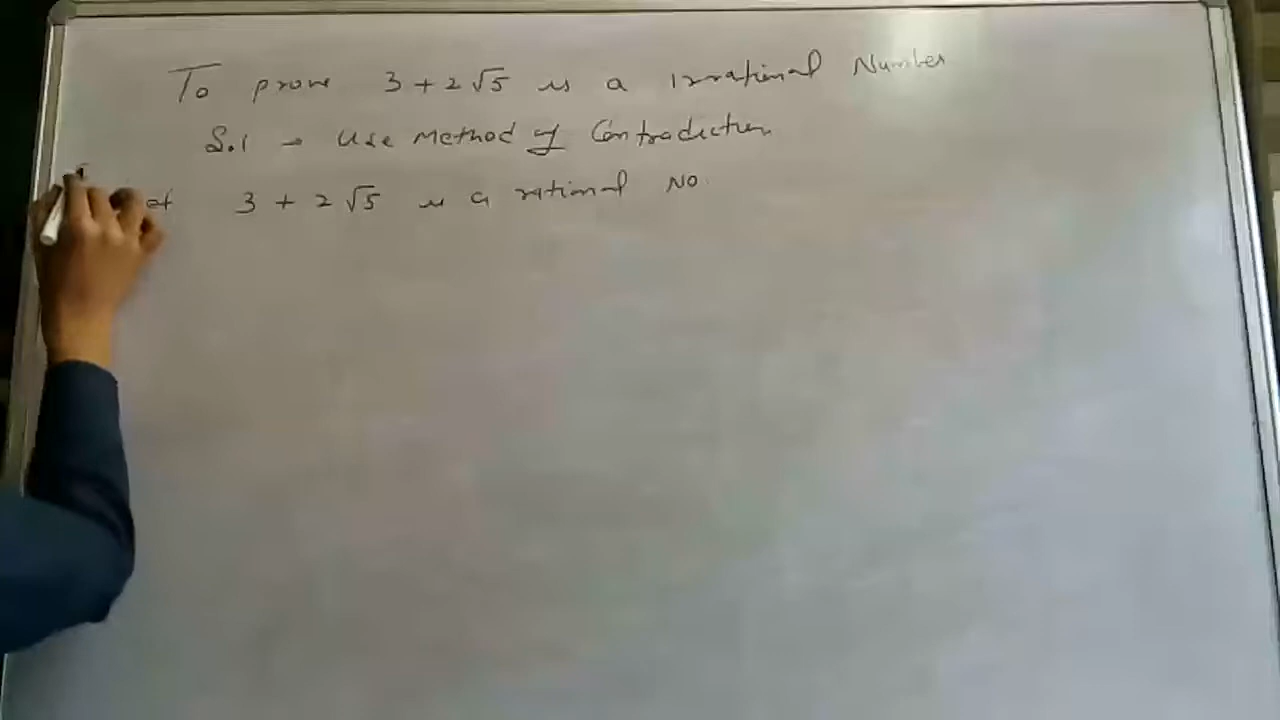 To prove 3 + 2√5 is a Irrational Number
S.1 → Use Method of Contradiction
3 + 2√5 is a rational No.